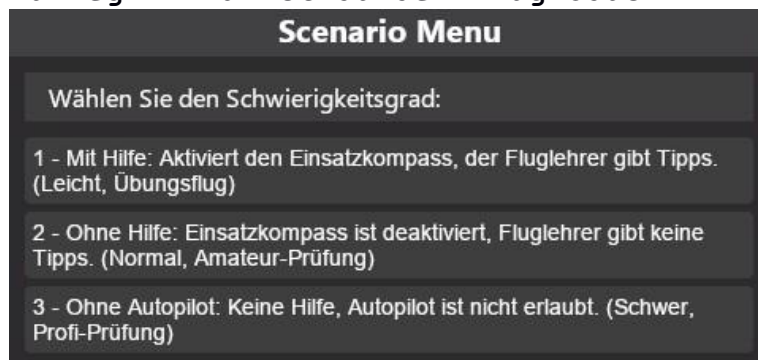 Scenario Menu
Wählen Sie den Schwierigkeitsgrad:
1 - Mit Hilfe: Aktiviert den Einsatzkompass, der Fluglehrer gibt Tipps.
(Leicht, Übungsflug)
2 - Ohne Hilfe: Einsatzkompass ist deaktiviert, Fluglehrer gibt keine
Tipps. (Normal, Amateur-Prüfung)
3 - Ohne Autopilot: Keine Hilfe, Autopilot ist nicht erlaubt. (Schwer,
Profi-Prüfung)